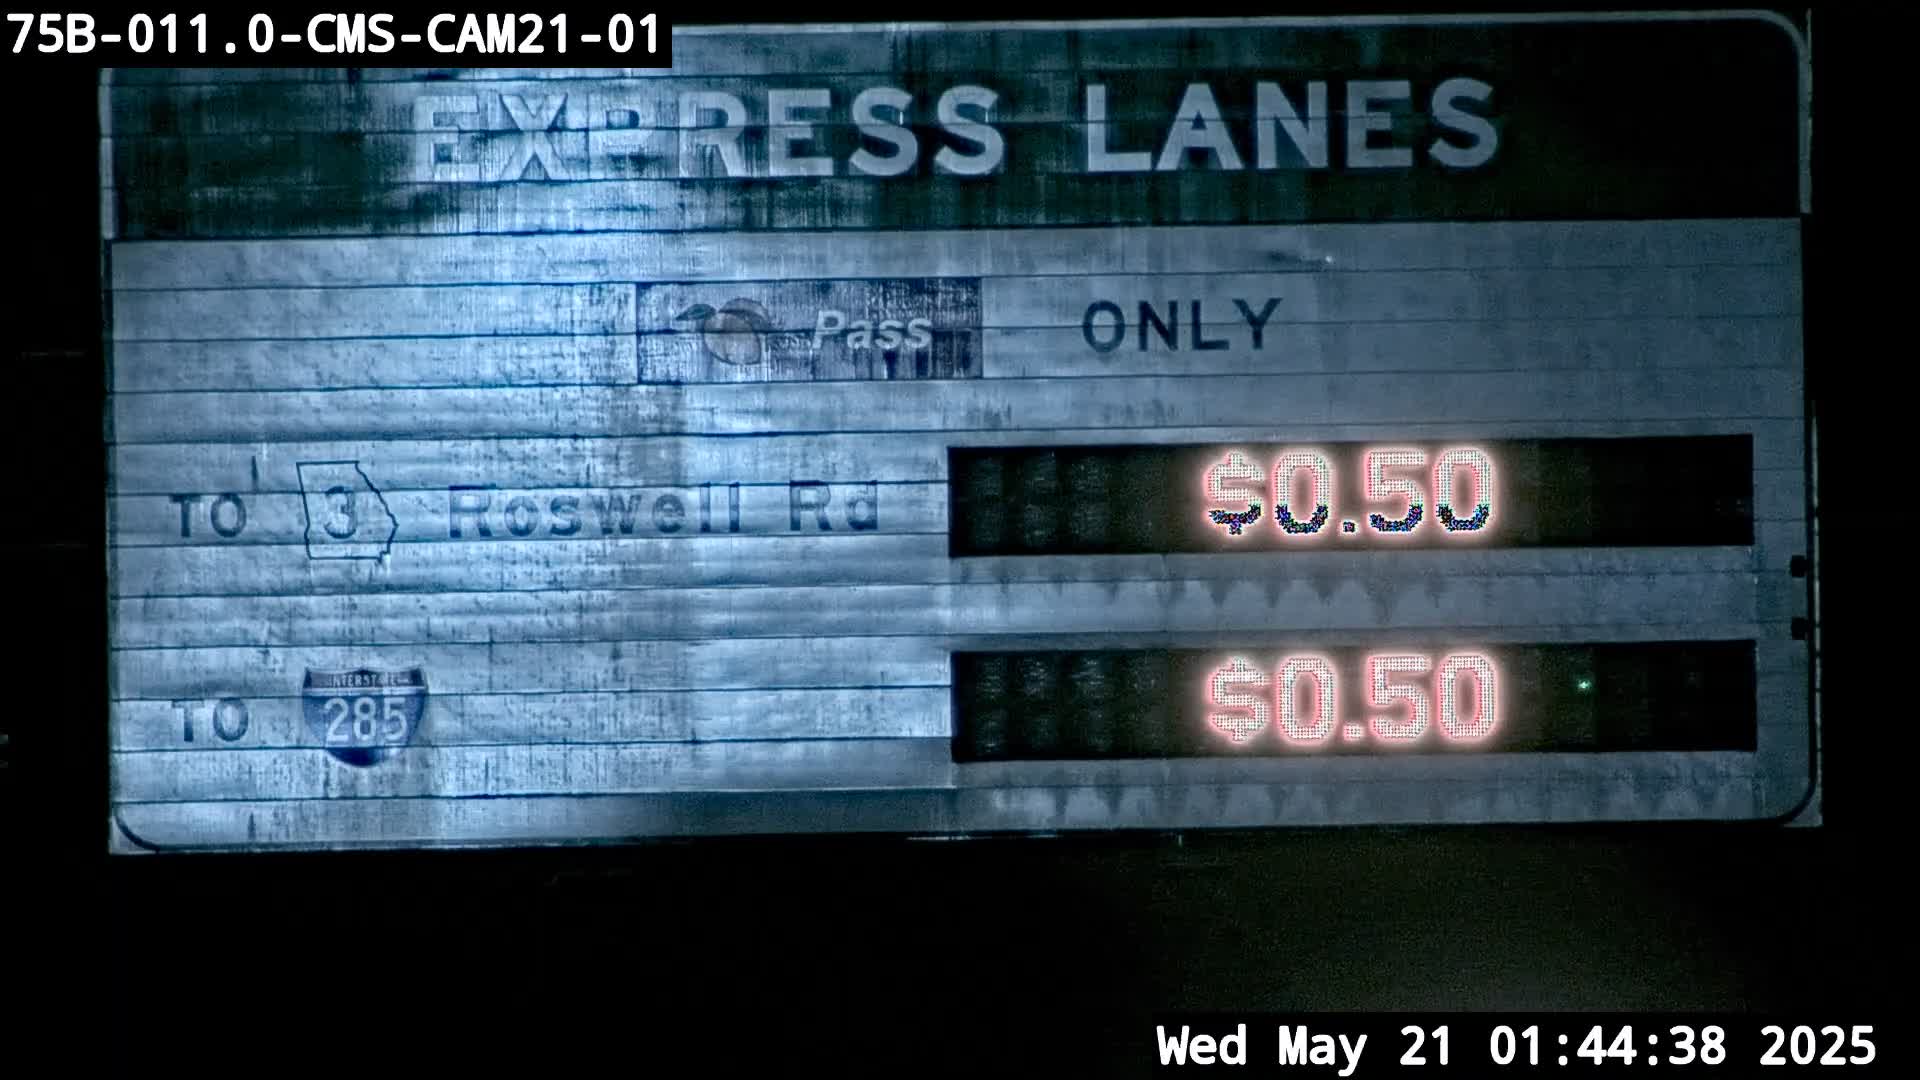 75B-011.0-CMS-CAM21-01
EXPRESS LANES
Pass ONLY
TO 3 Roswell Rd $0.50
TO INTERSTATE 285 $0.50
Wed May 21 01:44:38 2025